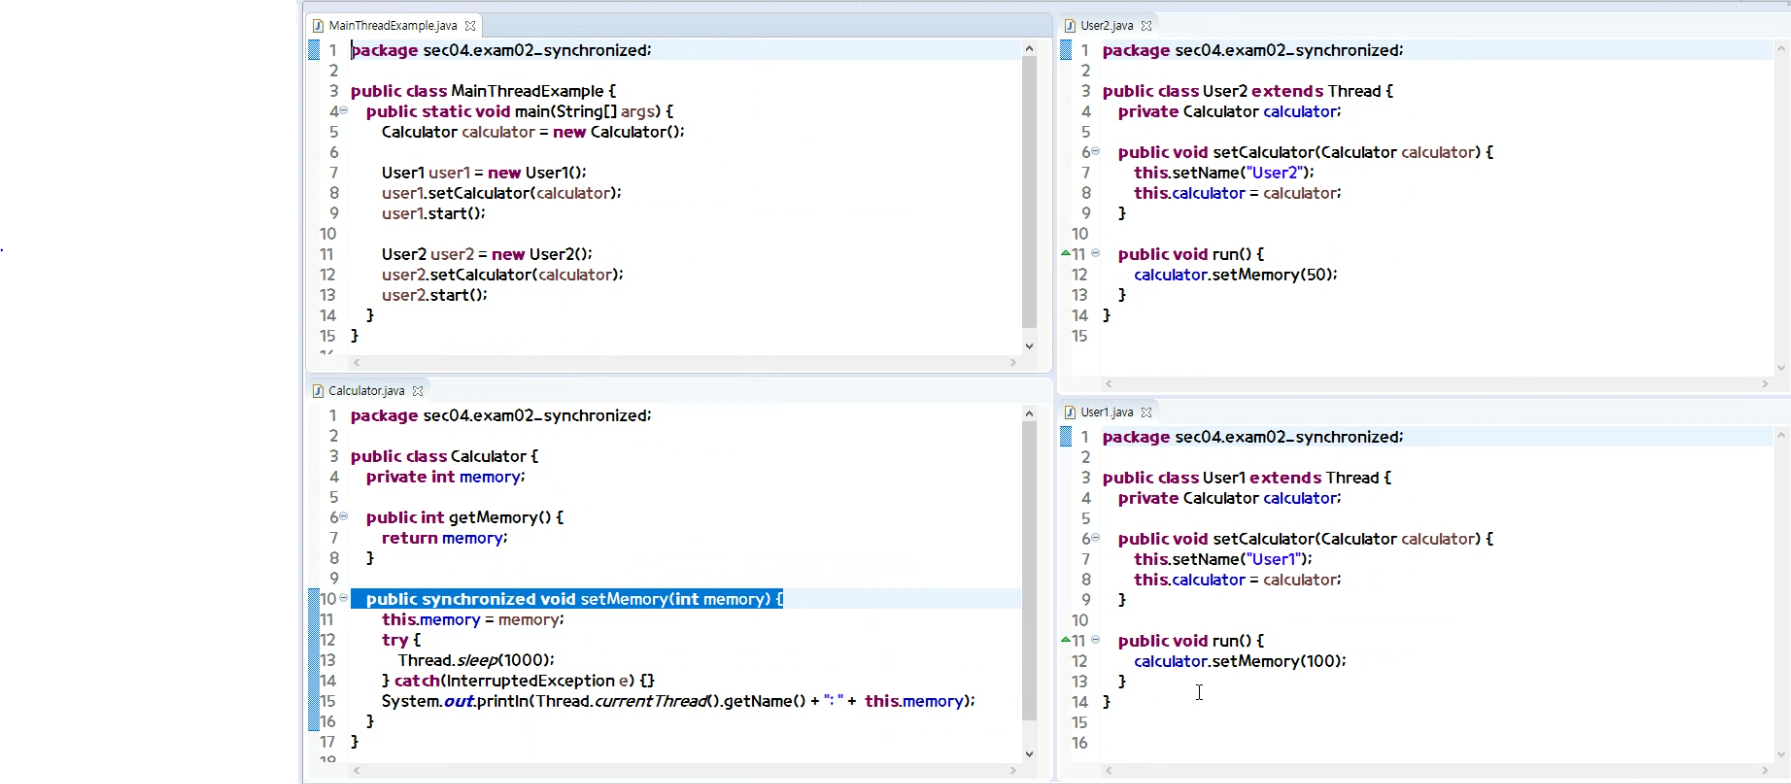 MainThreadExample.java
1 package sec04.exam02_synchronized;
2
3 public class MainThreadExample {
4 public static void main(String[] args) {
5 Calculator calculator = new Calculator();
6
7 User1 user1 = new User1();
8 user1.setCalculator(calculator);
9 user1.start();
10
11 User2 user2 = new User2();
12 user2.setCalculator(calculator);
13 user2.start();
14 }
15 }
Calculator.java
1 package sec04.exam02_synchronized;
2
3 public class Calculator {
4 private int memory;
5
6 public int getMemory() {
7 return memory;
8 }
9
10 public synchronized void setMemory(int memory) {
11 this.memory = memory;
12 try {
13 Thread.sleep(1000);
14 } catch(InterruptedException e) {}
15 System.out.println(Thread.currentThread().getName() + ": " + this.memory);
16 }
17 }
User2.java
1 package sec04.exam02_synchronized;
2
3 public class User2 extends Thread {
4 private Calculator calculator;
5
6 public void setCalculator(Calculator calculator) {
7 this.setName("User2");
8 this.calculator = calculator;
9 }
10
11 public void run() {
12 calculator.setMemory(50);
13 }
14 }
15
User1.java
1 package sec04.exam02_synchronized;
2
3 public class User1 extends Thread {
4 private Calculator calculator;
5
6 public void setCalculator(Calculator calculator) {
7 this.setName("User1");
8 this.calculator = calculator;
9 }
10
11 public void run() {
12 calculator.setMemory(100);
13 }
14 }
15
16